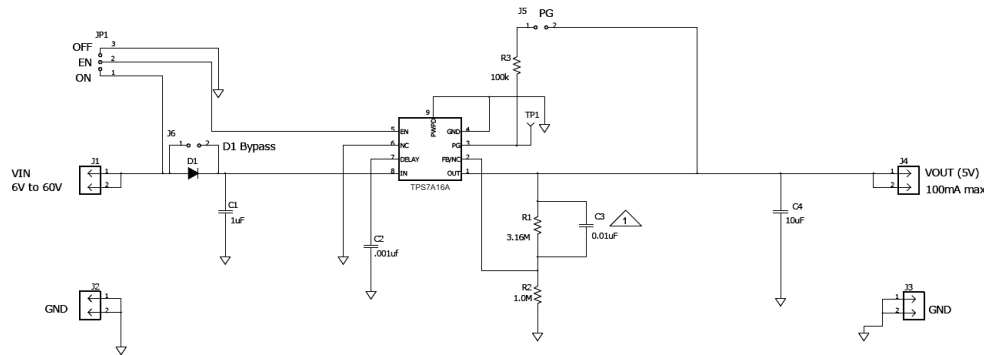 J5 PG
1 2
JP1
OFF 3
EN 2
ON 1
R3
100k
9
PWPD
TP1
J6
1 2 D1 Bypass
D1
5 EN
6 NC
7 DELAY
8 IN
GND 4
PG 3
FB/NC 2
OUT 1
TPS7A16A
J1
VIN
6V to 60V
1
2
J4
1
2
VOUT (5V)
100mA max
C1
1uF
C2
.001uf
R1
3.16M
C3
0.01uF
1
C4
10uF
R2
1.0M
J2
GND
1
2
J3
1
2
GND